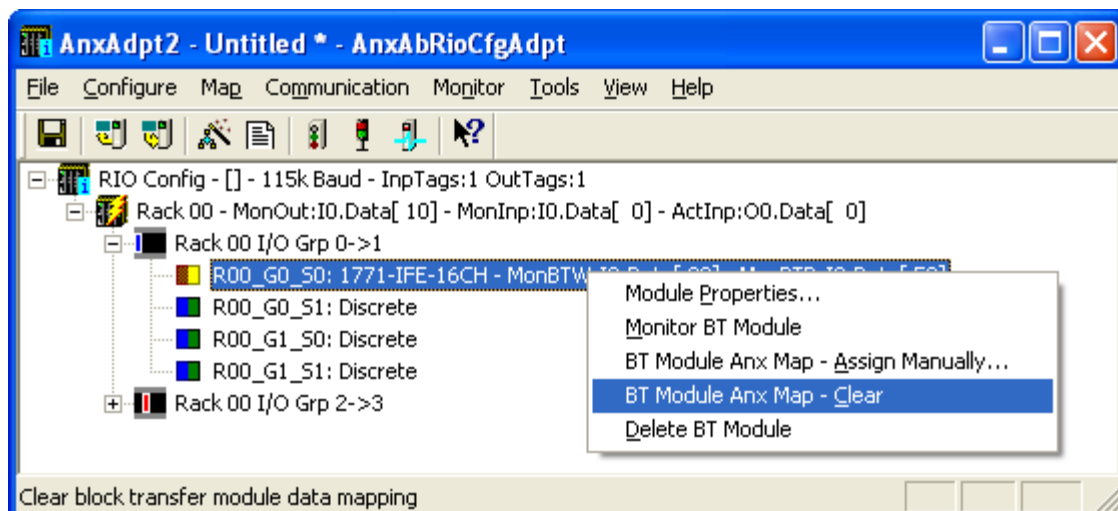 AnxAdpt2 - Untitled * - AnxAbRioCfgAdpt
File Configure Map Communication Monitor Tools View Help
RIO Config - [] - 115k Baud - InpTags:1 OutTags:1
Rack 00 - MonOut:I0.Data[ 10] - MonInp:I0.Data[ 0] - ActInp:O0.Data[ 0]
Rack 00 I/O Grp 0->1
R00_G0_S0: 1771-IFE-16CH - MonBTW
R00_G0_S1: Discrete
R00_G1_S0: Discrete
R00_G1_S1: Discrete
Rack 00 I/O Grp 2->3
Module Properties...
Monitor BT Module
BT Module Anx Map - Assign Manually...
BT Module Anx Map - Clear
Delete BT Module
Clear block transfer module data mapping